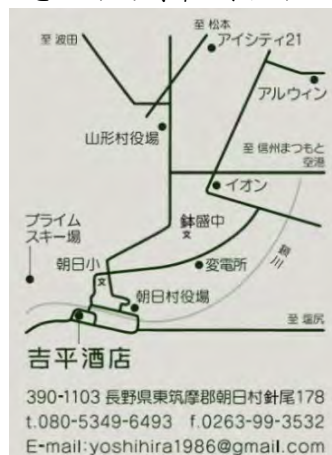 至 松本
至 波田
アイシティ21
アルウィン
山形村役場
至 信州まつもと
空港
イオン
プライム
スキー場
鉢盛中
文
鎖川
朝日小
文
変電所
朝日村役場
至 塩尻
吉平酒店
390-1103 長野県東筑摩郡朝日村針尾178
t.080-5349-6493 f.0263-99-3532
E-mail:yoshihira1986@gmail.com